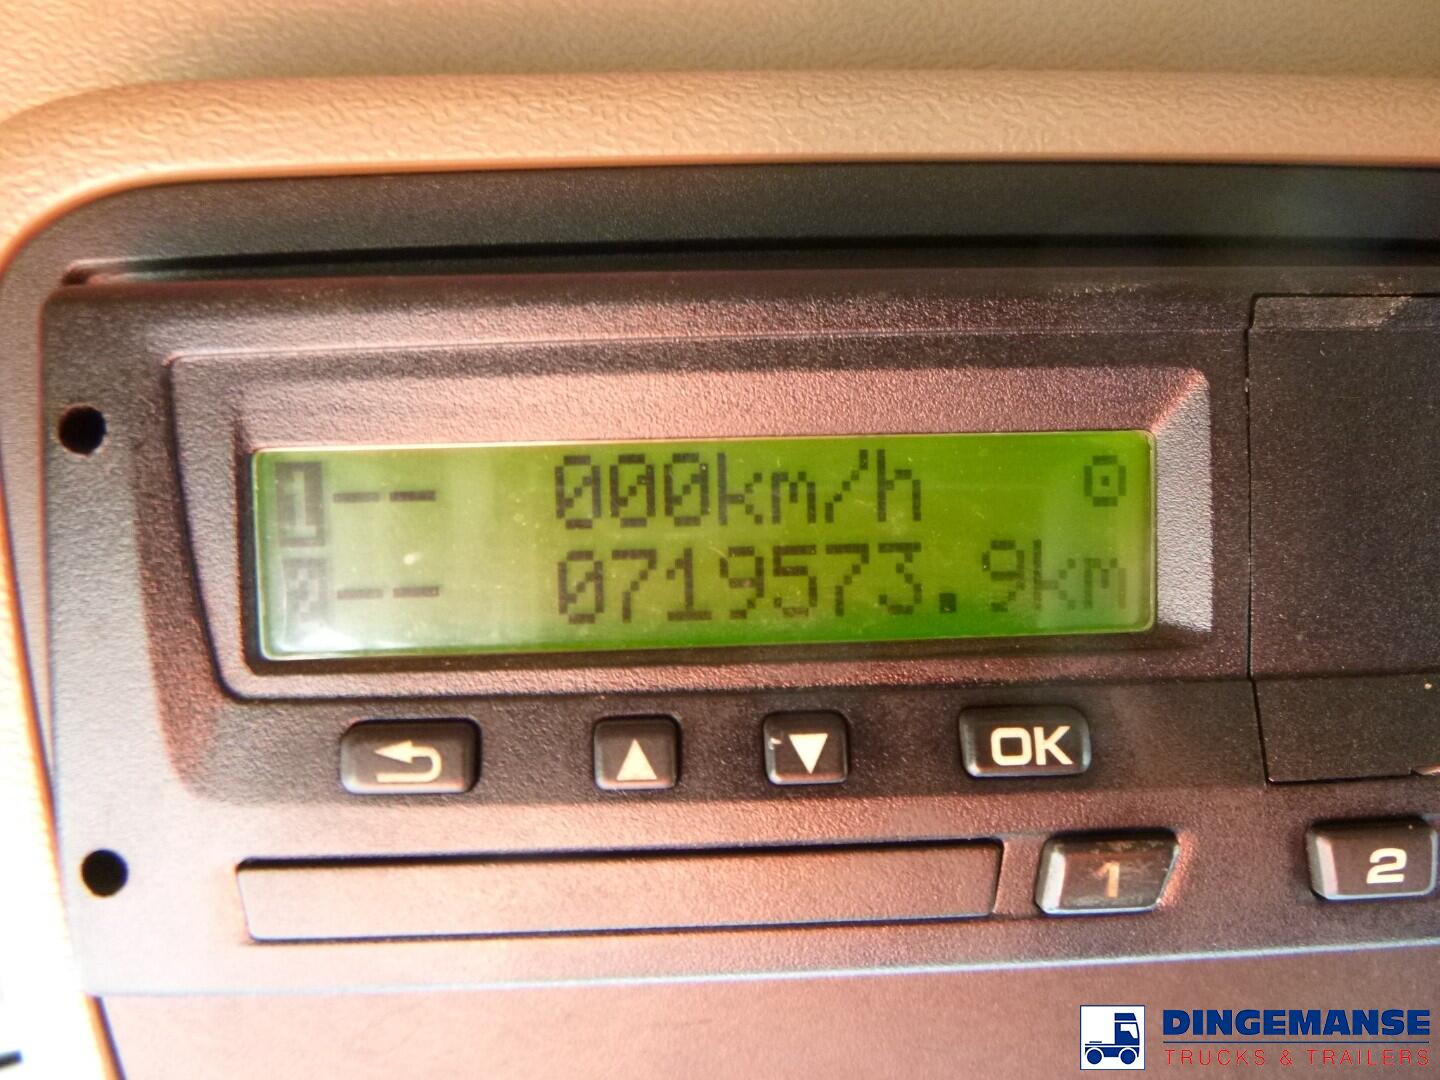 1-- 000km/h
2-- 0719573.9km
OK
1
2
DINGEMANSE
TRUCKS & TRAILERS